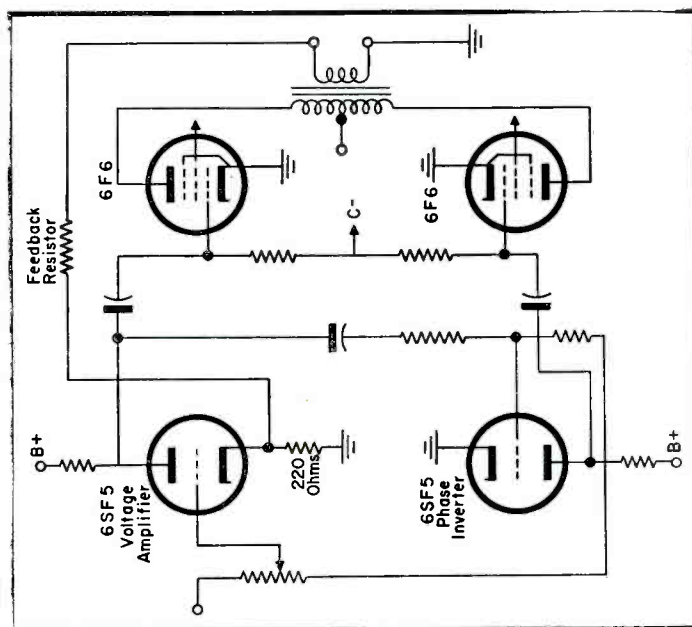 6F6
6F6
C-
Feedback
Resistor
B+
6SF5
Voltage
Amplifier
220
Ohms
6SF5
Phase
Inverter
B+